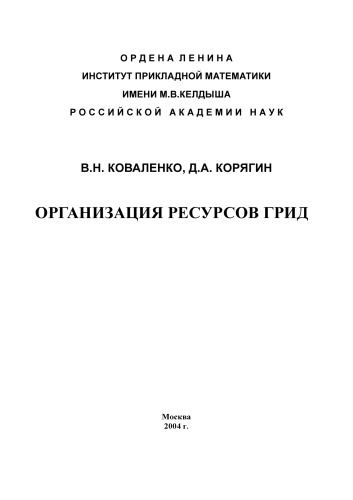 ОРДЕНА ЛЕНИНА
ИНСТИТУТ ПРИКЛАДНОЙ МАТЕМАТИКИ
ИМЕНИ М.В.КЕЛДЫША
РОССИЙСКОЙ АКАДЕМИИ НАУК
В.Н. КОВАЛЕНКО, Д.А. КОРЯГИН
ОРГАНИЗАЦИЯ РЕСУРСОВ ГРИД
Москва
2004 г.